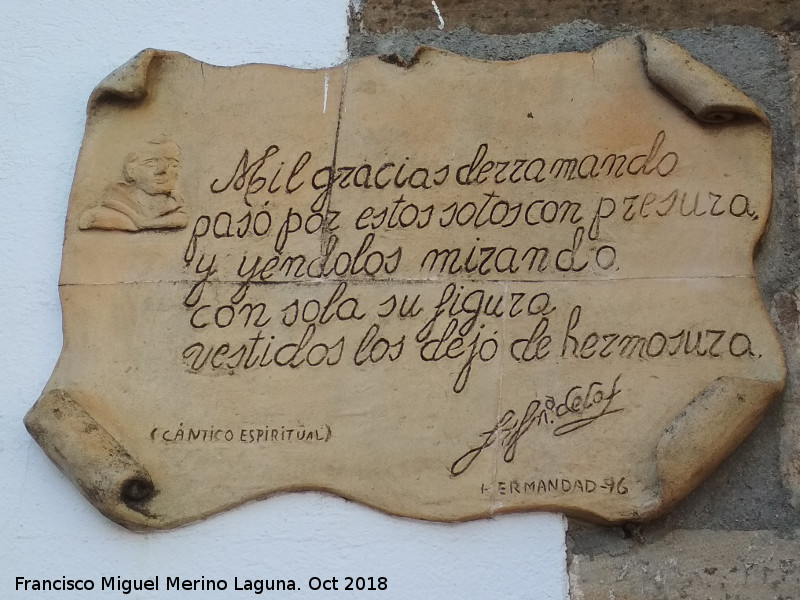 Mil gracias derramando
pasó por estos sotos con presura,
y yéndolos mirando
con sola su figura
vestidos los dejó de hermosura.
(CÁNTICO ESPIRITUAL)
HERMANDAD-96
Francisco Miguel Merino Laguna. Oct 2018